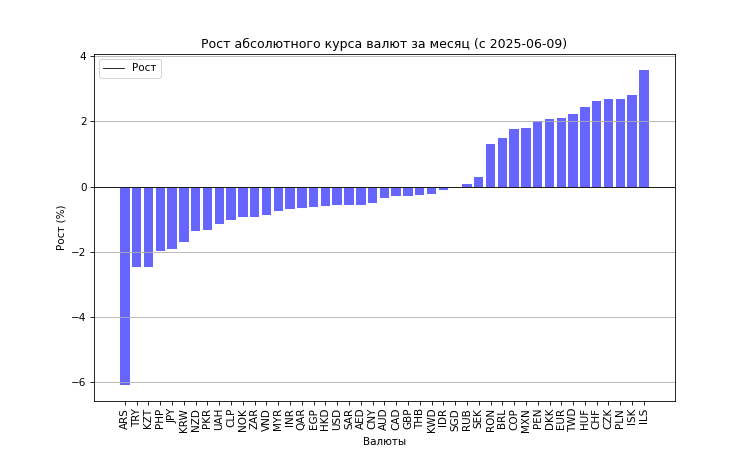 Рост абсолютного курса валют за месяц (с 2025-06-09)
Рост
4
2
0
−2
−4
−6
Рост (%)
ARS TRY KZT PHP JPY KRW NZD PKR UAH CLP NOK ZAR VND MYR INR QAR EGP HKD USD SAR AED CNY AUD CAD GBP THB KWD IDR SGD RUB SEK RON BRL COP MXN PEN DKK EUR TWD HUF CHF CZK PLN ISK ILS
Валюты